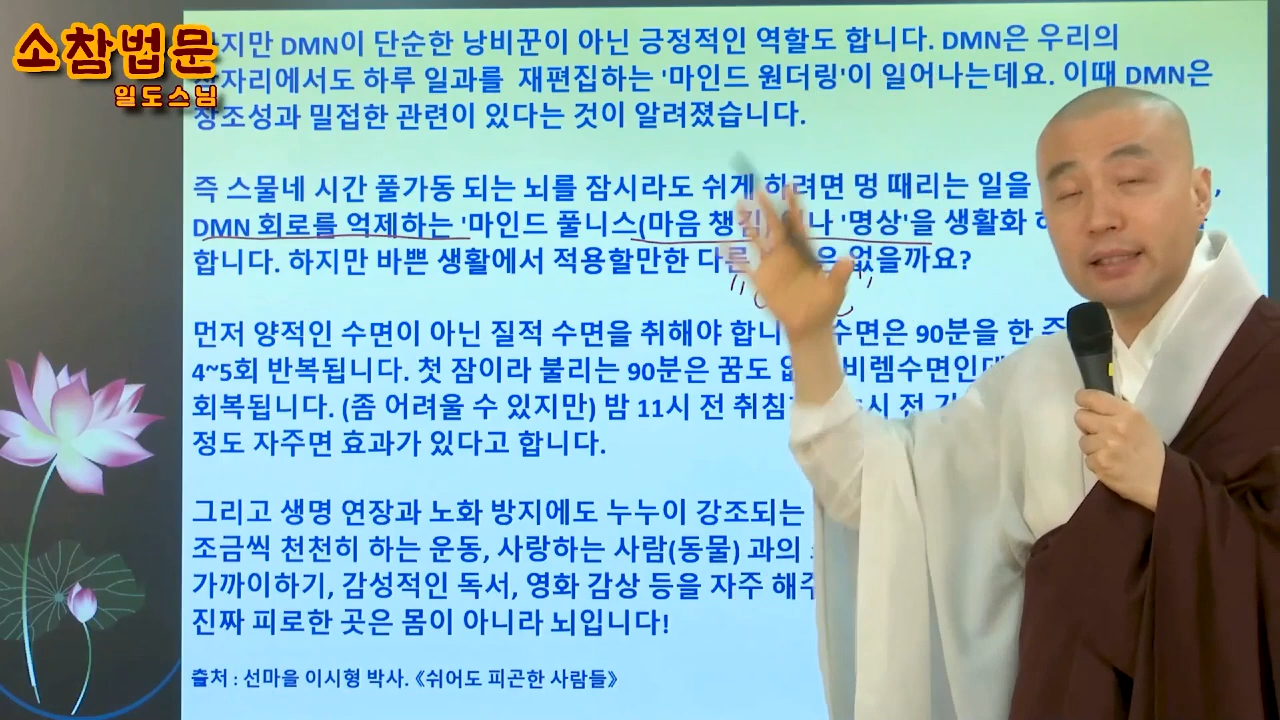 소참법문
일도스님
지만 DMN이 단순한 낭비꾼이 아닌 긍정적인 역할도 합니다. DMN은 우리의
자리에서도 하루 일과를 재편집하는 '마인드 원더링'이 일어나는데요. 이때 DMN은
창조성과 밀접한 관련이 있다는 것이 알려졌습니다.
즉 스물네 시간 풀가동 되는 뇌를 잠시라도 쉬게 하려면 멍 때리는 일을
DMN 회로를 억제하는 '마인드 풀니스(마음 챙김) 이나 '명상'을 생활화
합니다. 하지만 바쁜 생활에서 적용할만한 다른 없을까요?
먼저 양적인 수면이 아닌 질적 수면을 취해야 합니 수면은 90분을 한
4~5회 반복됩니다. 첫 잠이라 불리는 90분은 꿈도 비렘수면인데
회복됩니다. (좀 어려울 수 있지만) 밤 11시 전 취침 시 전
정도 자주면 효과가 있다고 합니다.
그리고 생명 연장과 노화 방지에도 누누이 강조되는
조금씩 천천히 하는 운동, 사랑하는 사람(동물) 과의
가까이하기, 감성적인 독서, 영화 감상 등을 자주 해주
진짜 피로한 곳은 몸이 아니라 뇌입니다!
출처 : 선마을 이시형 박사. 《쉬어도 피곤한 사람들》